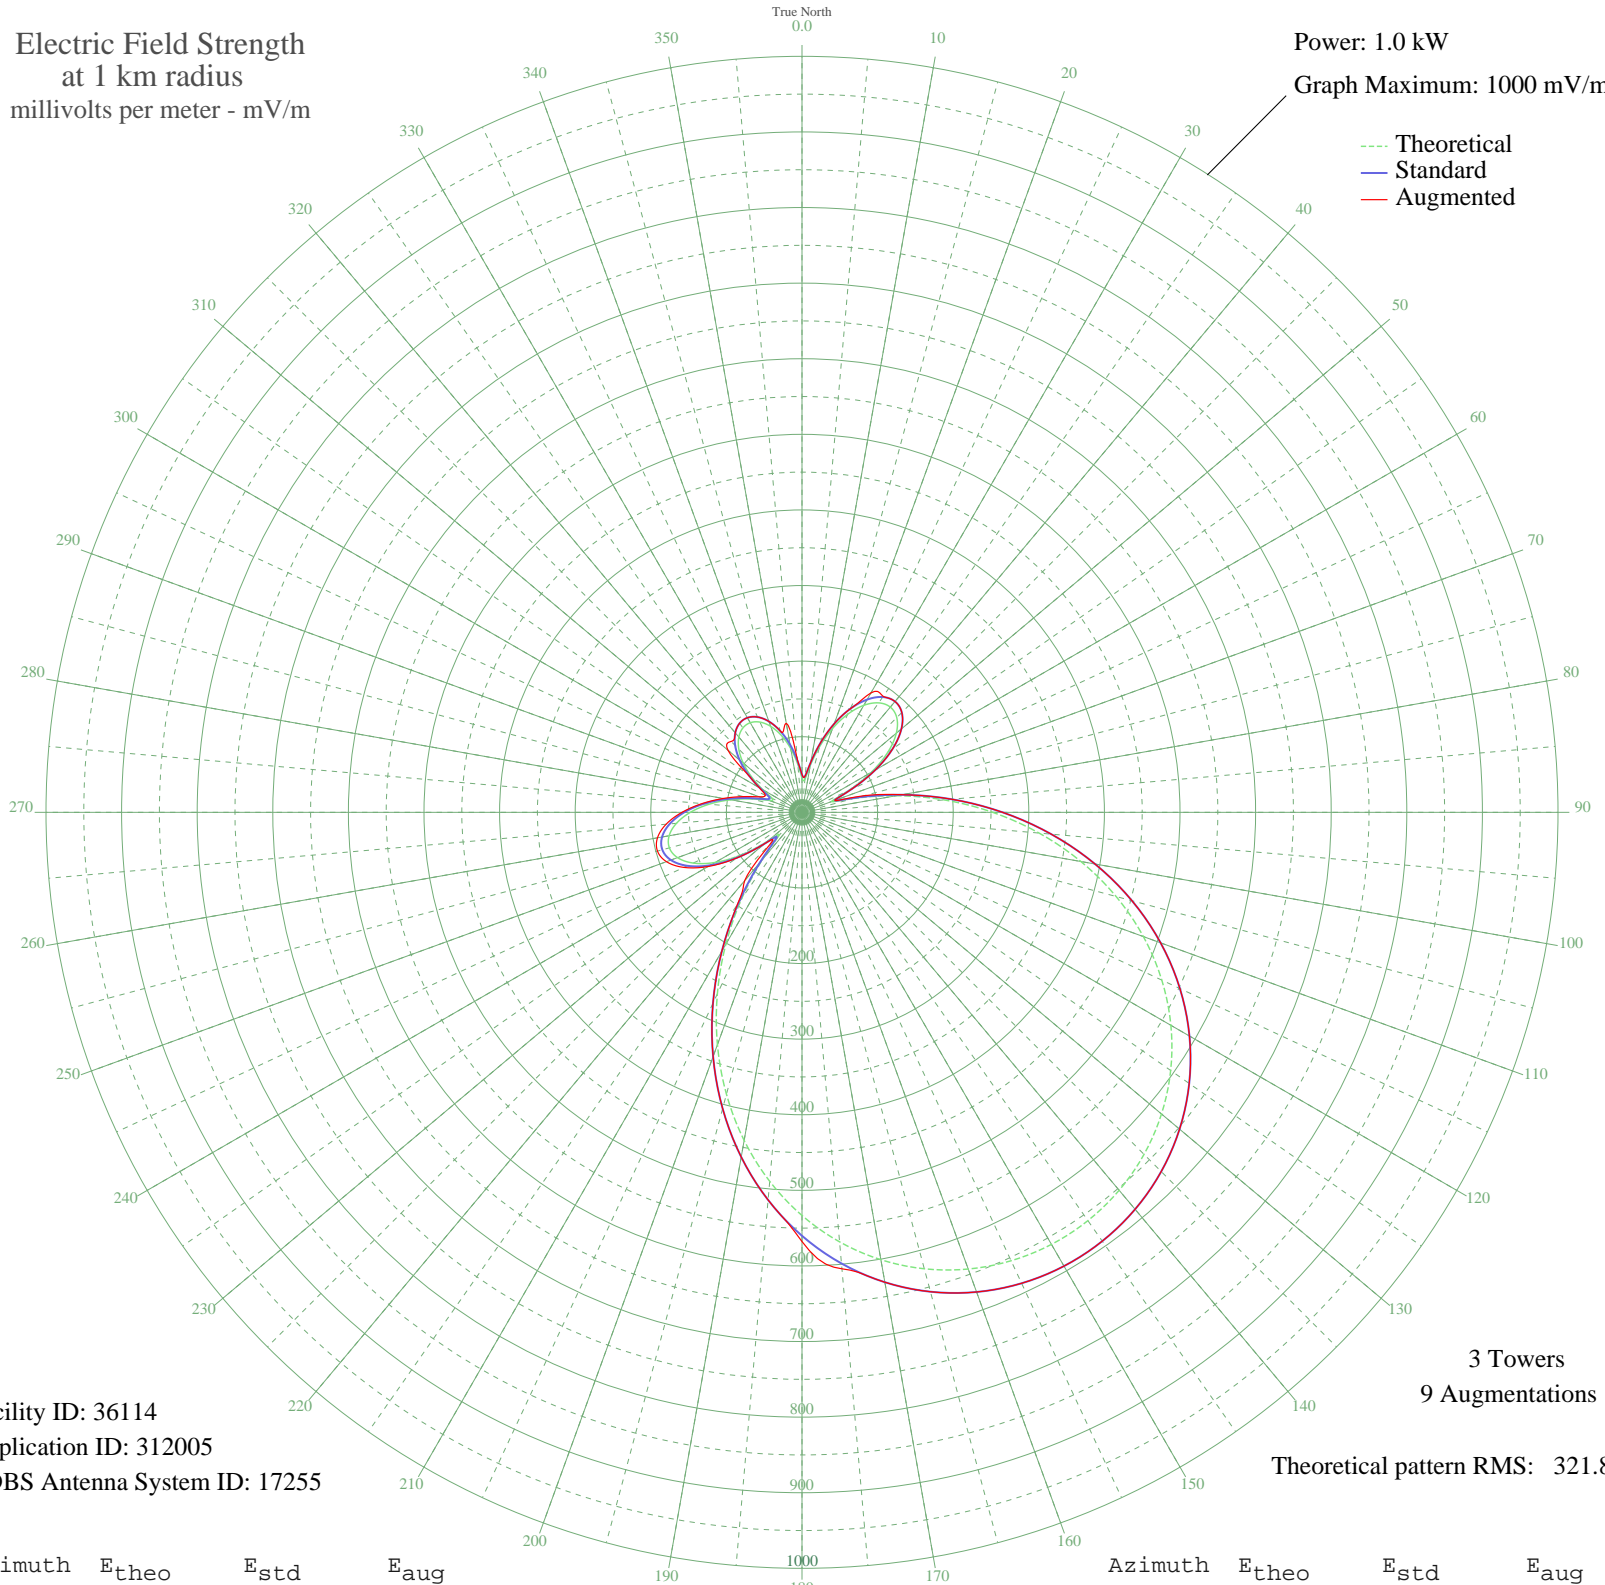 True North
0.0
Electric Field Strength
at 1 km radius
millivolts per meter - mV/m
Power: 1.0 kW
Graph Maximum: 1000 mV/m
Theoretical
Standard
Augmented
10
20
30
40
50
60
70
80
90
100
110
120
130
140
150
160
170
190
200
210
220
230
240
250
260
270
280
290
300
310
320
330
340
350
200
300
400
500
600
700
800
900
1000
3 Towers
9 Augmentations
Theoretical pattern RMS: 321.8
cility ID: 36114
plication ID: 312005
DBS Antenna System ID: 17255
imuth Etheo Estd Eaug
Azimuth Etheo Estd Eaug